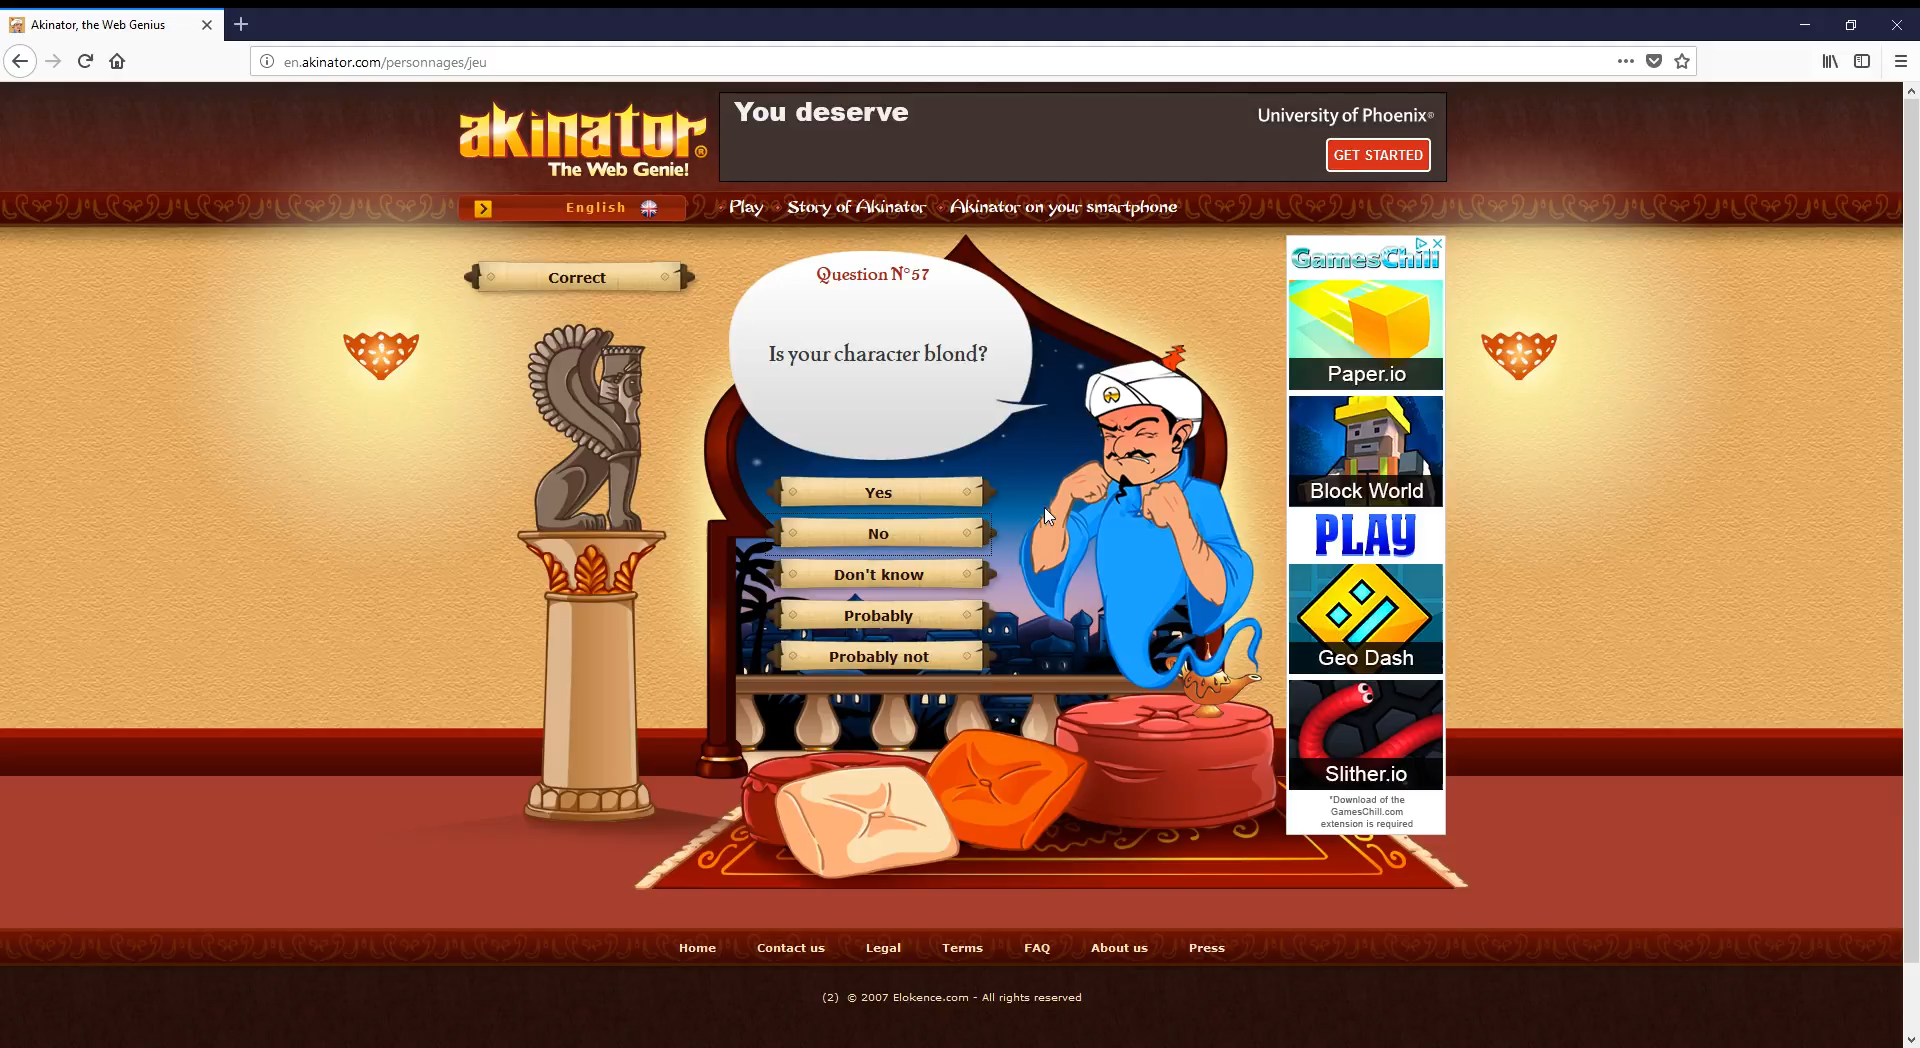 Akinator, the Web Genius
en.akinator.com/personnages/jeu
akinator®
The Web Genie!
You deserve
University of Phoenix®
GET STARTED
English
Play
Story of Akinator
Akinator on your smartphone
Correct
Question N°57
Is your character blond?
Yes
No
Don't know
Probably
Probably not
GamesChill
Paper.io
Block World
PLAY
Geo Dash
Slither.io
"Download of the
GamesChill.com
extension is required
Home
Contact us
Legal
Terms
FAQ
About us
Press
(2) © 2007 Elokence.com - All rights reserved